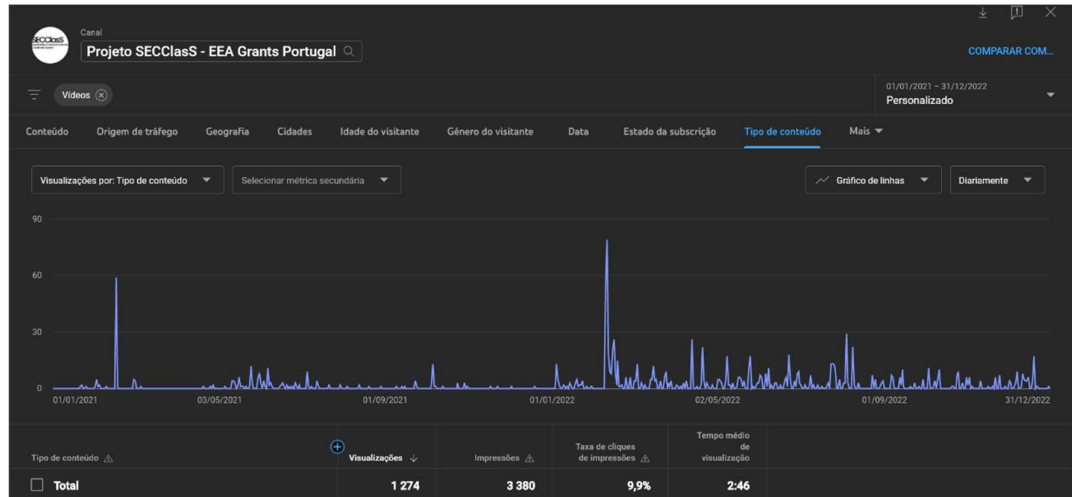 SECClasS
Canal
Projeto SECClasS - EEA Grants Portugal
COMPARAR COM...
Vídeos
01/01/2021 – 31/12/2022
Personalizado
Conteúdo Origem de tráfego Geografia Cidades Idade do visitante Género do visitante Data Estado da subscrição Tipo de conteúdo Mais
Visualizações por: Tipo de conteúdo Selecionar métrica secundária Gráfico de linhas Diariamente
90
60
30
0
01/01/2021 03/05/2021 01/09/2021 01/01/2022 02/05/2022 01/09/2022 31/12/2022
Tipo de conteúdo Visualizações Impressões Taxa de cliques de impressões Tempo médio de visualização
Total 1 274 3 380 9,9% 2:46